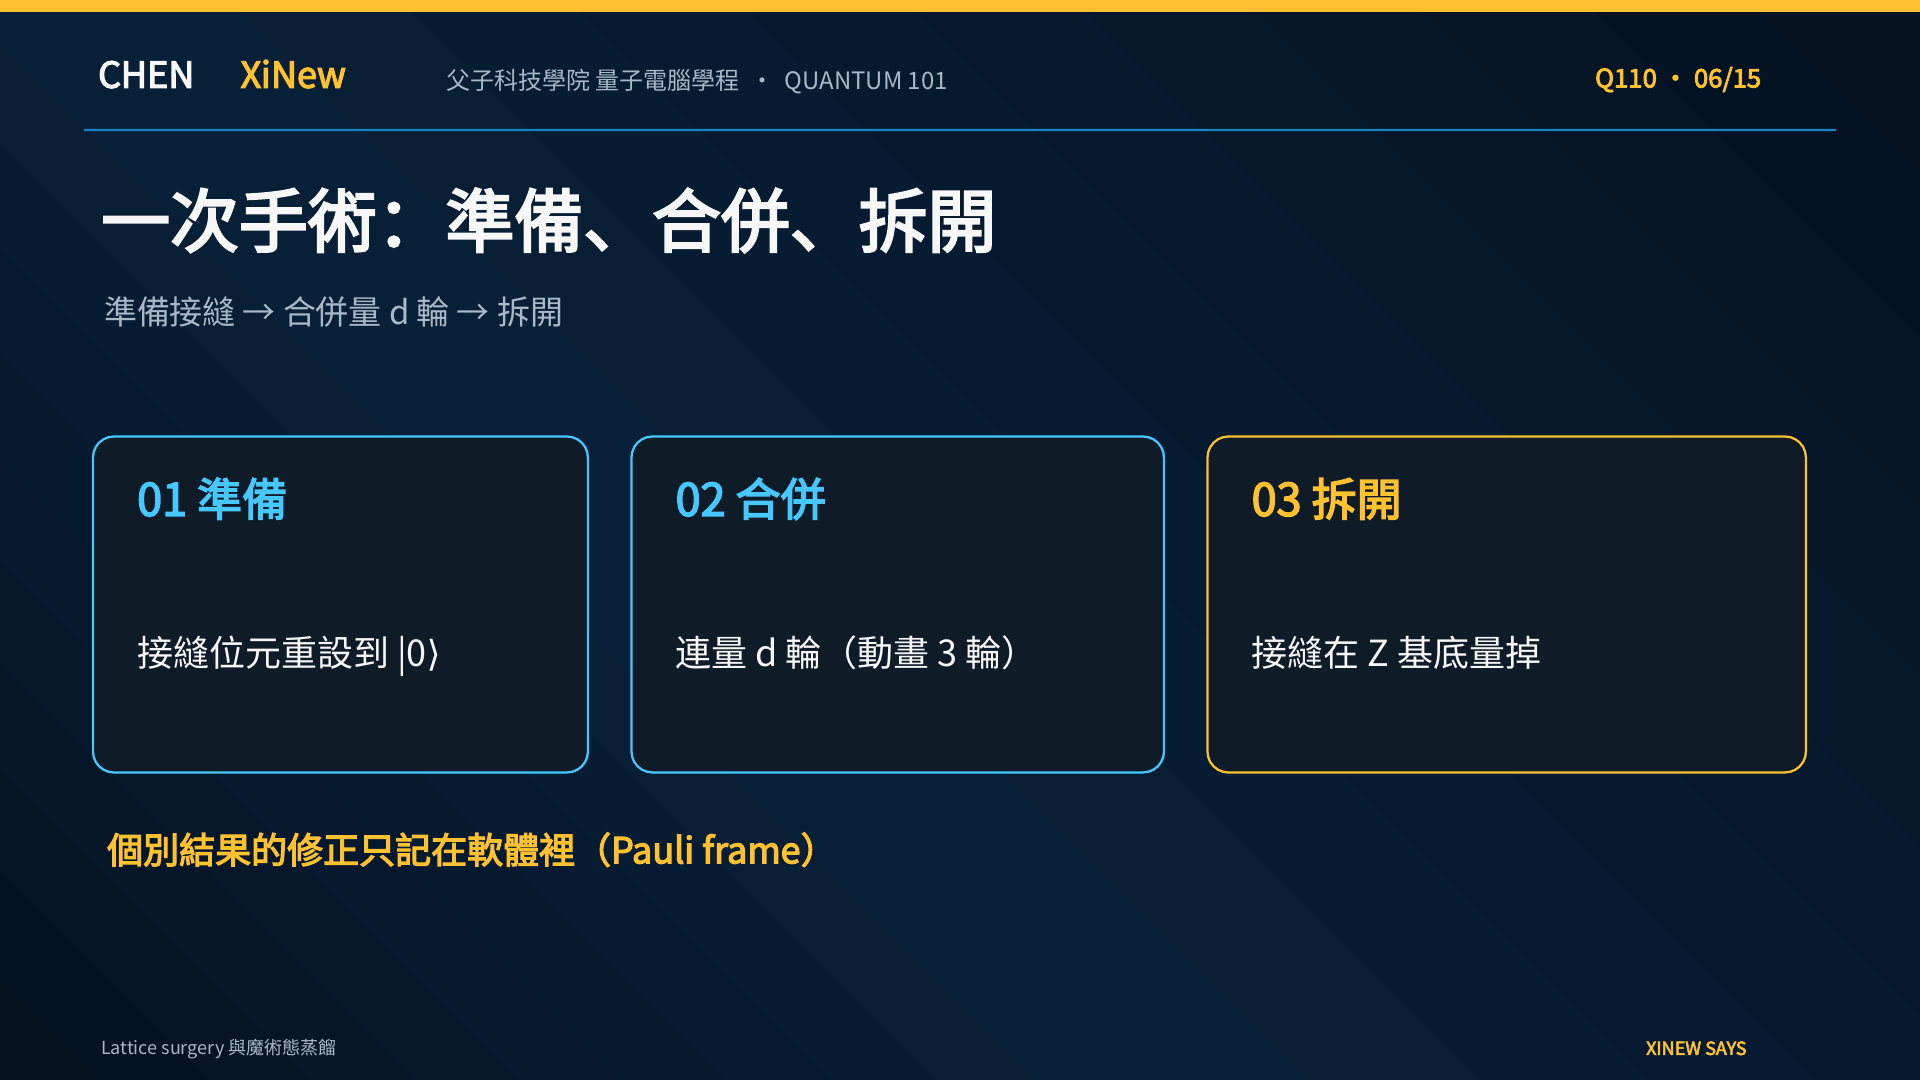 CHEN XiNew 父子科技學院 量子電腦學程 · QUANTUM 101 Q110 · 06/15
一次手術：準備、合併、拆開
準備接縫 → 合併量 d 輪 → 拆開
01 準備
接縫位元重設到 |0⟩
02 合併
連量 d 輪（動畫 3 輪）
03 拆開
接縫在 Z 基底量掉
個別結果的修正只記在軟體裡（Pauli frame）
Lattice surgery 與魔術態蒸餾
XINEW SAYS